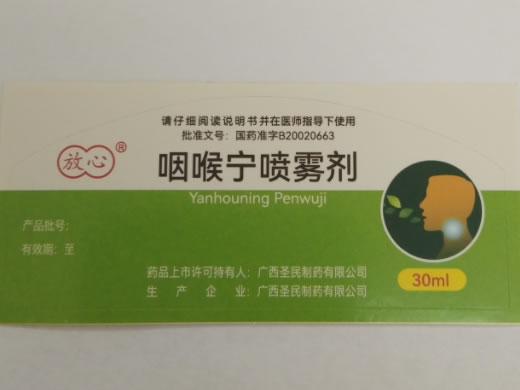 请仔细阅读说明书并在医师指导下使用
批准文号：国药准字B20020663
放心®
咽喉宁喷雾剂
Yanhouning Penwuji
产品批号：
有效期：至
药品上市许可持有人：广西圣民制药有限公司
生产企业：广西圣民制药有限公司
30ml